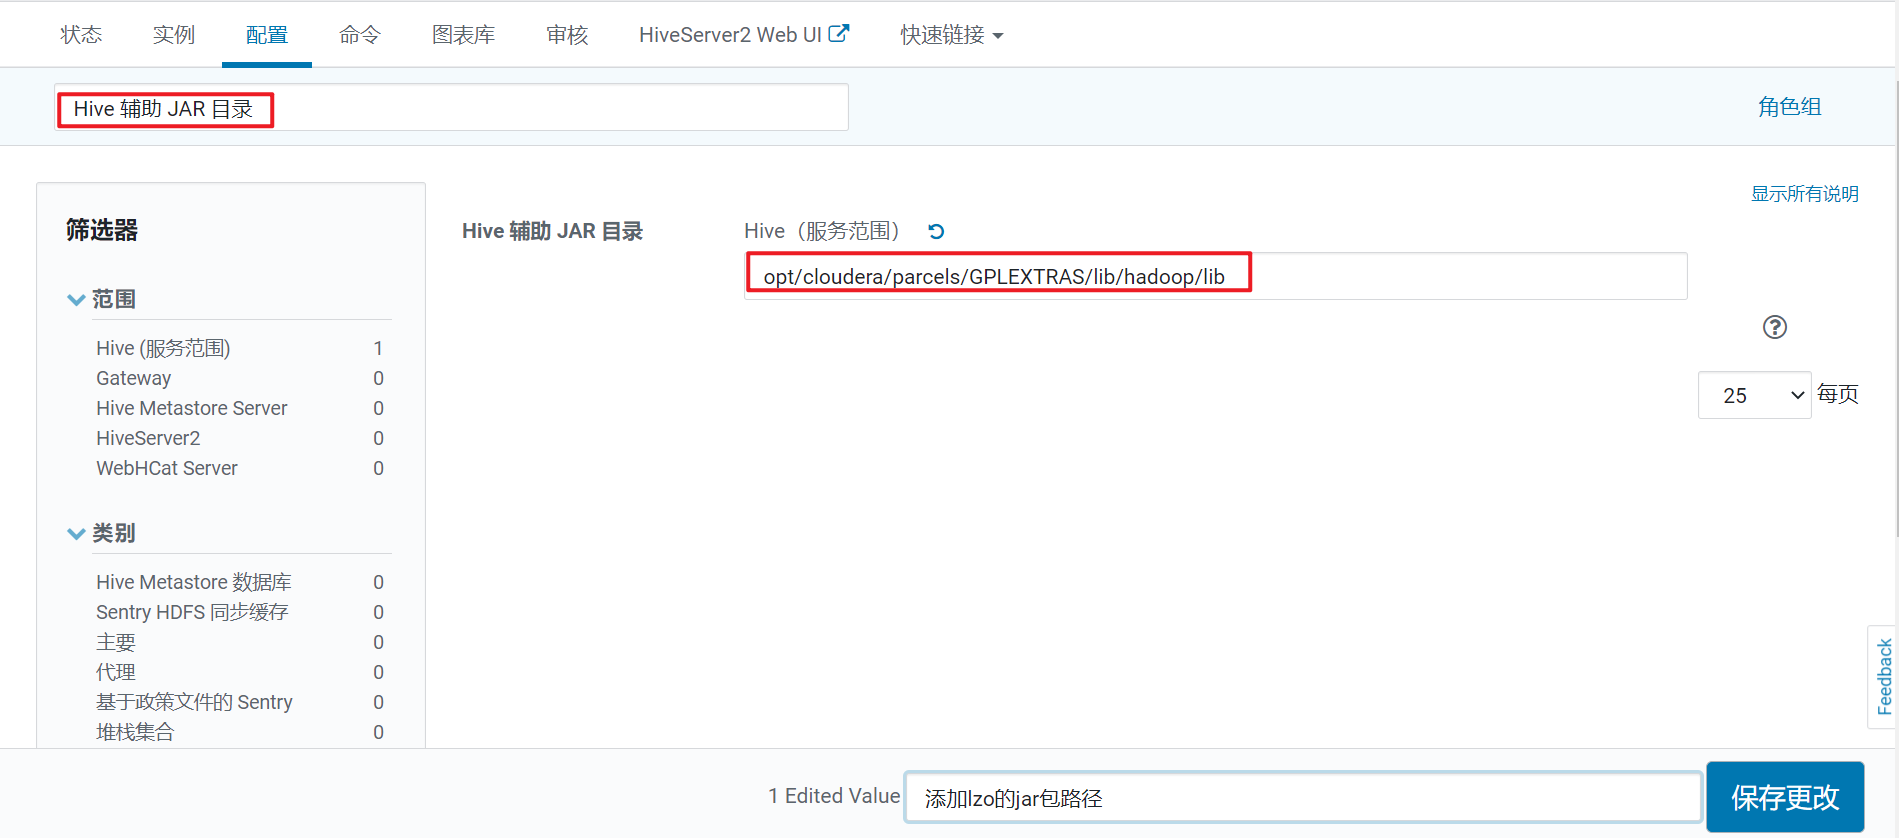 状态 实例 配置 命令 图表库 审核 HiveServer2 Web UI 快速链接
Hive 辅助 JAR 目录
角色组
显示所有说明
筛选器
范围
Hive (服务范围) 1
Gateway 0
Hive Metastore Server 0
HiveServer2 0
WebHCat Server 0
类别
Hive Metastore 数据库 0
Sentry HDFS 同步缓存 0
主要 0
代理 0
基于政策文件的 Sentry 0
堆栈集合 0
Hive 辅助 JAR 目录
Hive（服务范围）
opt/cloudera/parcels/GPLEXTRAS/lib/hadoop/lib
25 每页
Feedback
1 Edited Value 添加lzo的jar包路径 保存更改